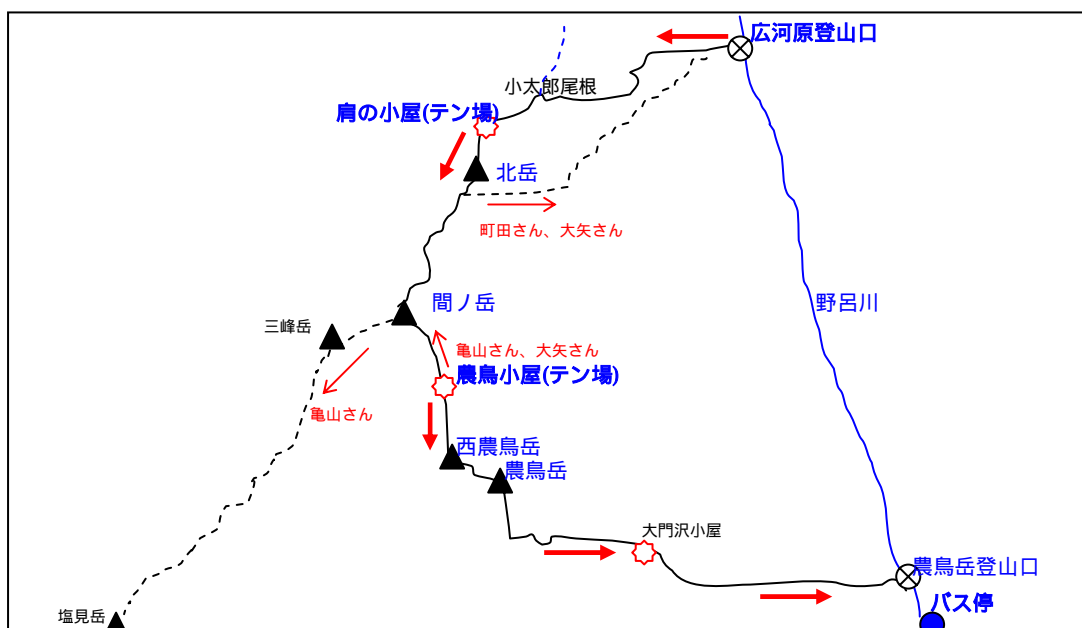 広河原登山口
小太郎尾根
肩の小屋(テン場)
北岳
町田さん、大矢さん
間ノ岳
野呂川
三峰岳
亀山さん、大矢さん
農鳥小屋(テン場)
亀山さん
西農鳥岳
農鳥岳
大門沢小屋
農鳥岳登山口
バス停
塩見岳